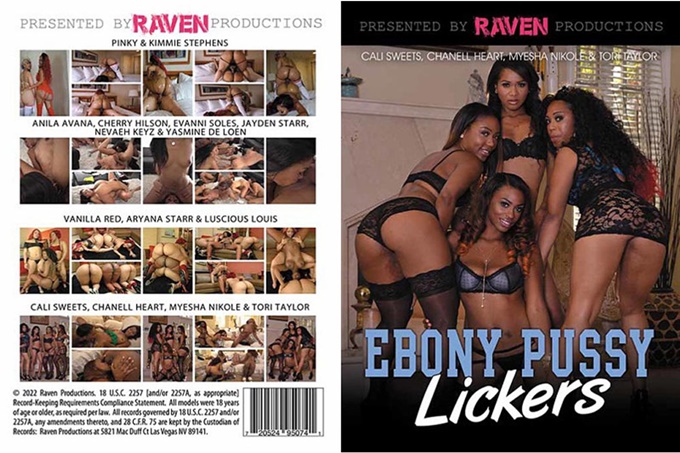 PRESENTED BY RAVEN PRODUCTIONS
PINKY & KIMMIE STEPHENS
ANILA AVANA, CHERRY HILSON, EVANNI SOLES, JAYDEN STARR,
NEVAEH KEYZ & YASMINE DE LOEN
VANILLA RED, ARYANA STARR & LUSCIOUS LOUIS
CALI SWEETS, CHANELL HEART, MYESHA NIKOLE & TORI TAYLOR
© 2022 Raven Productions. 18 U.S.C. 2257 [and/or 2257A, as appropriate]
Record-Keeping Requirements Compliance Statement. All models were 18 years
of age or older, as required per law. All records governed by 18 U.S.C. 2257 and/or
2257A, any amendments thereto, and 28 C.F.R. 75 are kept by the Custodian of
Records: Raven Productions at 5821 Mac Duff Ct Las Vegas NV 89141.
7 20524 95074 1
PRESENTED BY RAVEN PRODUCTIONS
CALI SWEETS, CHANELL HEART, MYESHA NIKOLE & TORI TAYLOR
EBONY PUSSY
Lickers